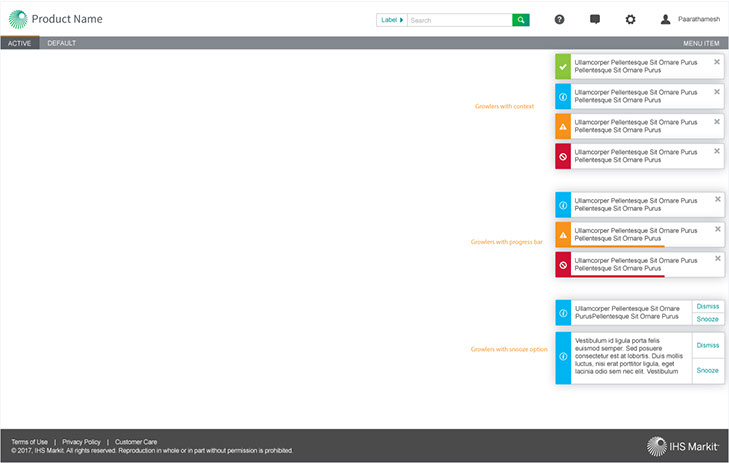 Product Name
Label
Search
Paarathamesh
ACTIVE
DEFAULT
MENU ITEM
Growlers with context
Ullamcorper Pellentesque Sit Ornare Purus
Pellentesque Sit Ornare Purus
Ullamcorper Pellentesque Sit Ornare Purus
Pellentesque Sit Ornare Purus
Ullamcorper Pellentesque Sit Ornare Purus
Pellentesque Sit Ornare Purus
Ullamcorper Pellentesque Sit Ornare Purus
Pellentesque Sit Ornare Purus
Growlers with progress bar
Ullamcorper Pellentesque Sit Ornare Purus
Pellentesque Sit Ornare Purus
Ullamcorper Pellentesque Sit Ornare Purus
Pellentesque Sit Ornare Purus
Ullamcorper Pellentesque Sit Ornare Purus
Pellentesque Sit Ornare Purus
Growlers with snooze option
Ullamcorper Pellentesque Sit Ornare
PurusPellentesque Sit Ornare Purus
Dismiss
Snooze
Vestibulum id ligula porta felis
euismod semper. Sed posuere
consectetur est at lobortis. Duis mollis
luctus, nisi erat porttitor ligula, eget
lacinia odio sem nec elit. Vestibulum
Dismiss
Snooze
Terms of Use | Privacy Policy | Customer Care
© 2017, IHS Markit. All rights reserved. Reproduction in whole or in part without permission is prohibited.
IHS Markit